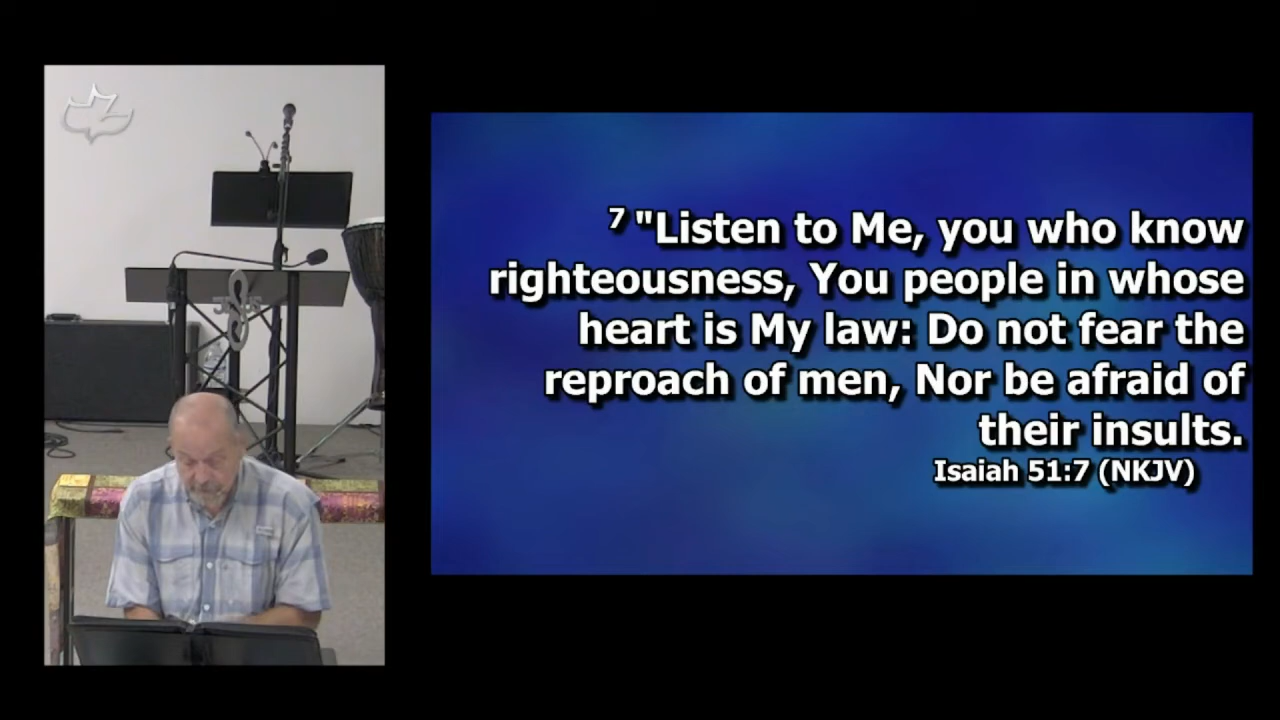 7 "Listen to Me, you who know
righteousness, You people in whose
heart is My law: Do not fear the
reproach of men, Nor be afraid of
their insults.
Isaiah 51:7 (NKJV)